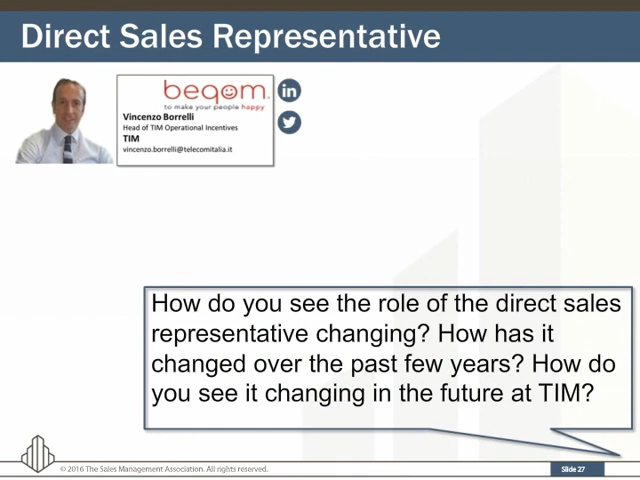 Direct Sales Representative
beqom.
to make your people happy
Vincenzo Borrelli
Head of TIM Operational Incentives
TIM
vincenzo.borrelli@telecomitalia.it
in
How do you see the role of the direct sales
representative changing? How has it
changed over the past few years? How do
you see it changing in the future at TIM?
© 2016 The Sales Management Association. All rights reserved.
Slide 27